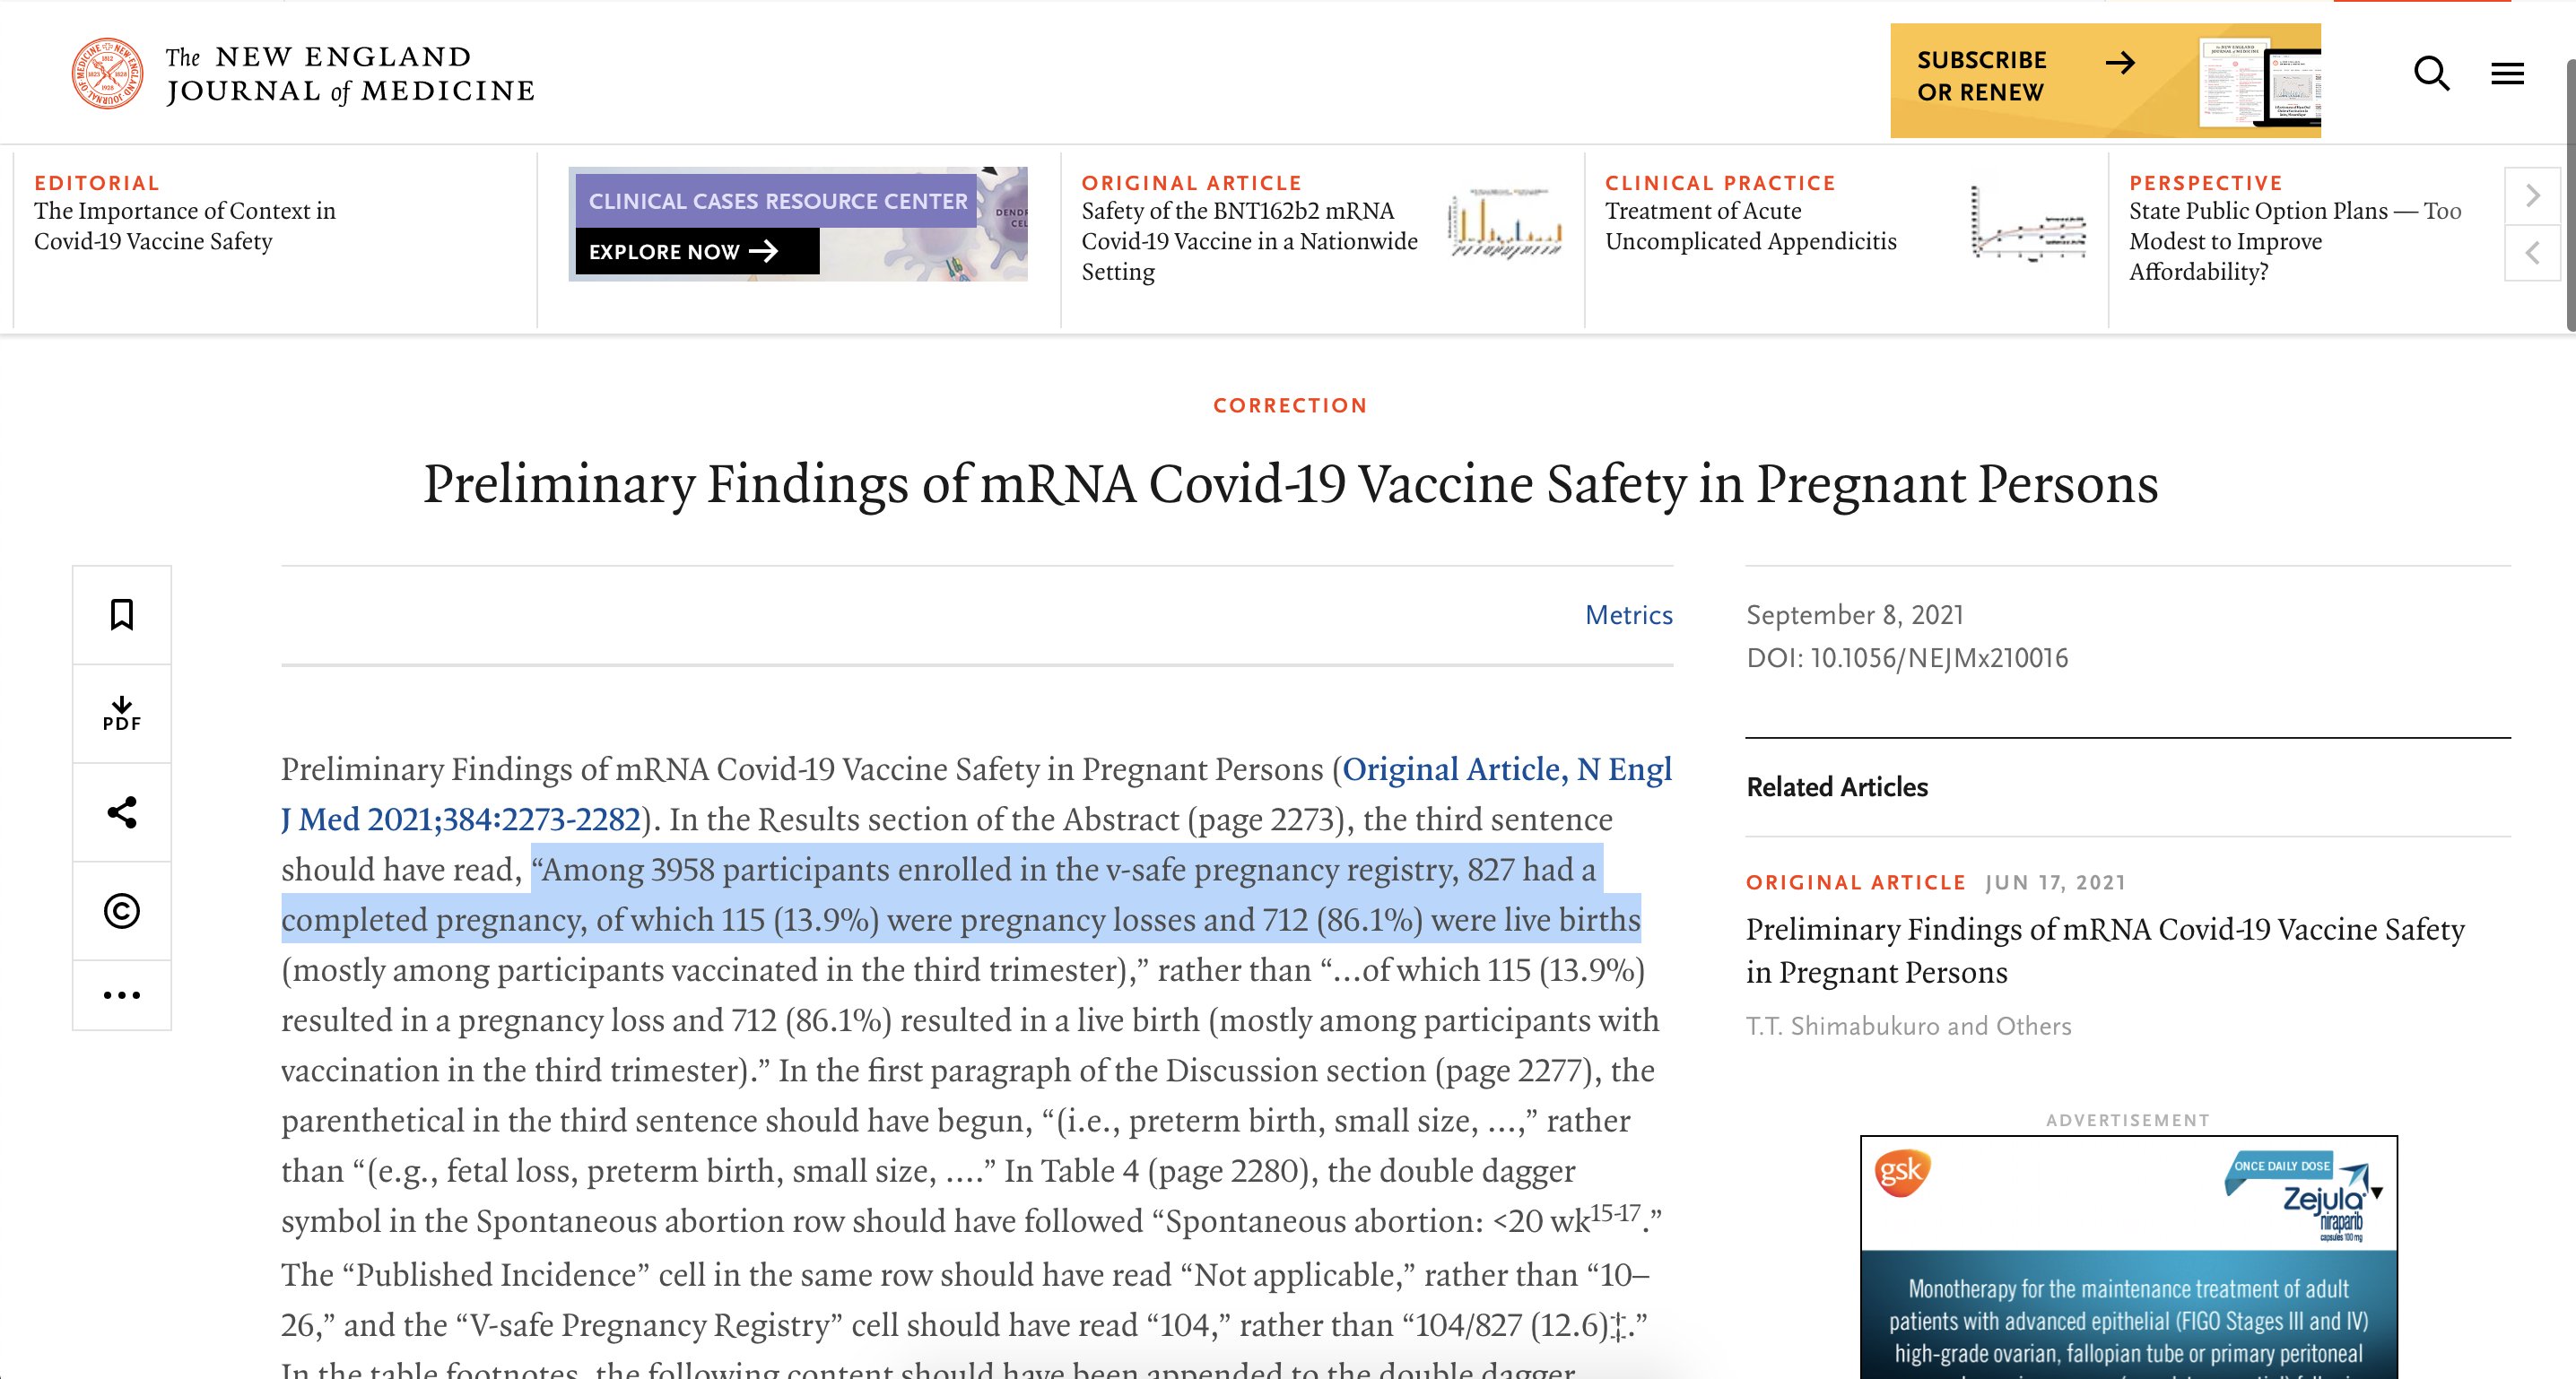 The NEW ENGLAND
JOURNAL of MEDICINE
SUBSCRIBE
OR RENEW
EDITORIAL
The Importance of Context in
Covid-19 Vaccine Safety
CLINICAL CASES RESOURCE CENTER
EXPLORE NOW
ORIGINAL ARTICLE
Safety of the BNT162b2 mRNA
Covid-19 Vaccine in a Nationwide
Setting
CLINICAL PRACTICE
Treatment of Acute
Uncomplicated Appendicitis
PERSPECTIVE
State Public Option Plans — Too
Modest to Improve
Affordability?
CORRECTION
Preliminary Findings of mRNA Covid-19 Vaccine Safety in Pregnant Persons
PDF
Metrics
Preliminary Findings of mRNA Covid-19 Vaccine Safety in Pregnant Persons (Original Article, N Engl
J Med 2021;384:2273-2282). In the Results section of the Abstract (page 2273), the third sentence
should have read, “Among 3958 participants enrolled in the v-safe pregnancy registry, 827 had a
completed pregnancy, of which 115 (13.9%) were pregnancy losses and 712 (86.1%) were live births
(mostly among participants vaccinated in the third trimester),” rather than “...of which 115 (13.9%)
resulted in a pregnancy loss and 712 (86.1%) resulted in a live birth (mostly among participants with
vaccination in the third trimester).” In the first paragraph of the Discussion section (page 2277), the
parenthetical in the third sentence should have begun, “(i.e., preterm birth, small size, ...,” rather
than “(e.g., fetal loss, preterm birth, small size, ....” In Table 4 (page 2280), the double dagger
symbol in the Spontaneous abortion row should have followed “Spontaneous abortion: <20 wk15-17.”
The “Published Incidence” cell in the same row should have read “Not applicable,” rather than “10–
26,” and the “V-safe Pregnancy Registry” cell should have read “104,” rather than “104/827 (12.6)‡.”
In the table footnotes, the following content should have been appended to the double dagger
September 8, 2021
DOI: 10.1056/NEJMx210016
Related Articles
ORIGINAL ARTICLE JUN 17, 2021
Preliminary Findings of mRNA Covid-19 Vaccine Safety
in Pregnant Persons
T.T. Shimabukuro and Others
ADVERTISEMENT
gsk
ONCE DAILY DOSE
Zejula
niraparib
capsules 100 mg
Monotherapy for the maintenance treatment of adult
patients with advanced epithelial (FIGO Stages III and IV)
high-grade ovarian, fallopian tube or primary peritoneal